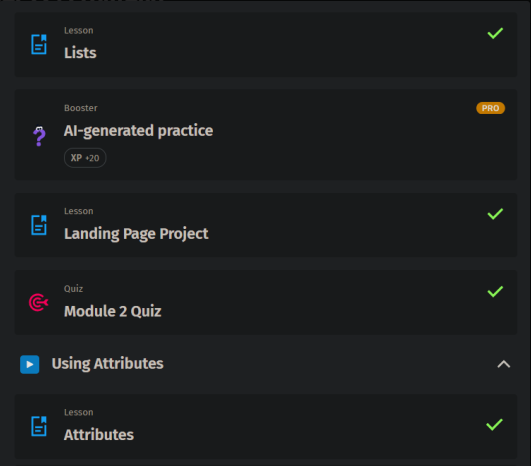 Lesson
Lists
Booster
PRO
AI-generated practice
XP +20
Lesson
Landing Page Project
Quiz
Module 2 Quiz
Using Attributes
Lesson
Attributes